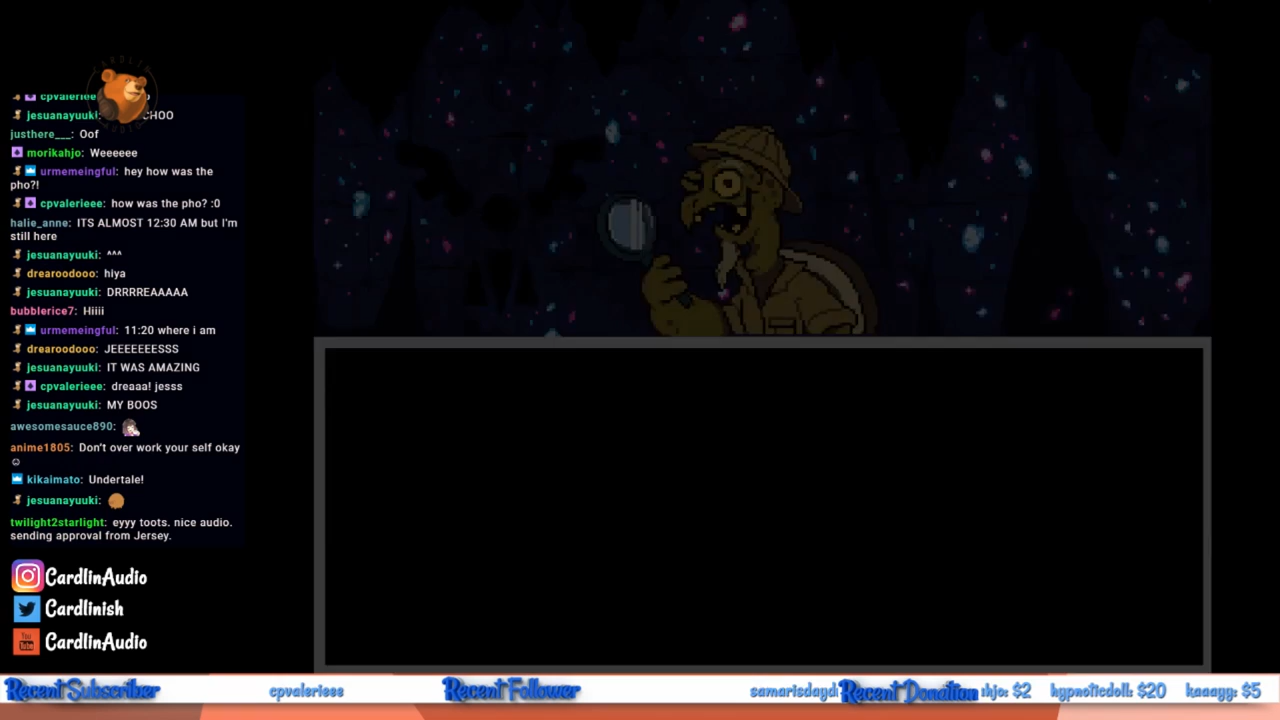 cpvalerieee
jesuanayuuki: CHOO
justhere___: Oof
morikahjo: Weeeeee
urmemeingful: hey how was the
pho?!
cpvalerieee: how was the pho? :0
halie_anne: ITS ALMOST 12:30 AM but I'm
still here
jesuanayuuki: ^^^
drearoodooo: hiya
jesuanayuuki: DRRRREAAAAA
bubblerice7: Hiiii
urmemeingful: 11:20 where i am
drearoodooo: JEEEEEEESSS
jesuanayuuki: IT WAS AMAZING
cpvalerieee: dreaaa! jesss
jesuanayuuki: MY BOOS
awesomesauce890:
anime1805: Don't over work your self okay
kikaimato: Undertale!
jesuanayuuki:
twilight2starlight: eyyy toots. nice audio.
sending approval from Jersey.
CardlinAudio
Cardlinish
CardlinAudio
Recent Subscriber cpvalerieee Recent Follower samarisdayd Recent Donation hjo: $2 hypnoticdoll: $20 kaaayy: $5